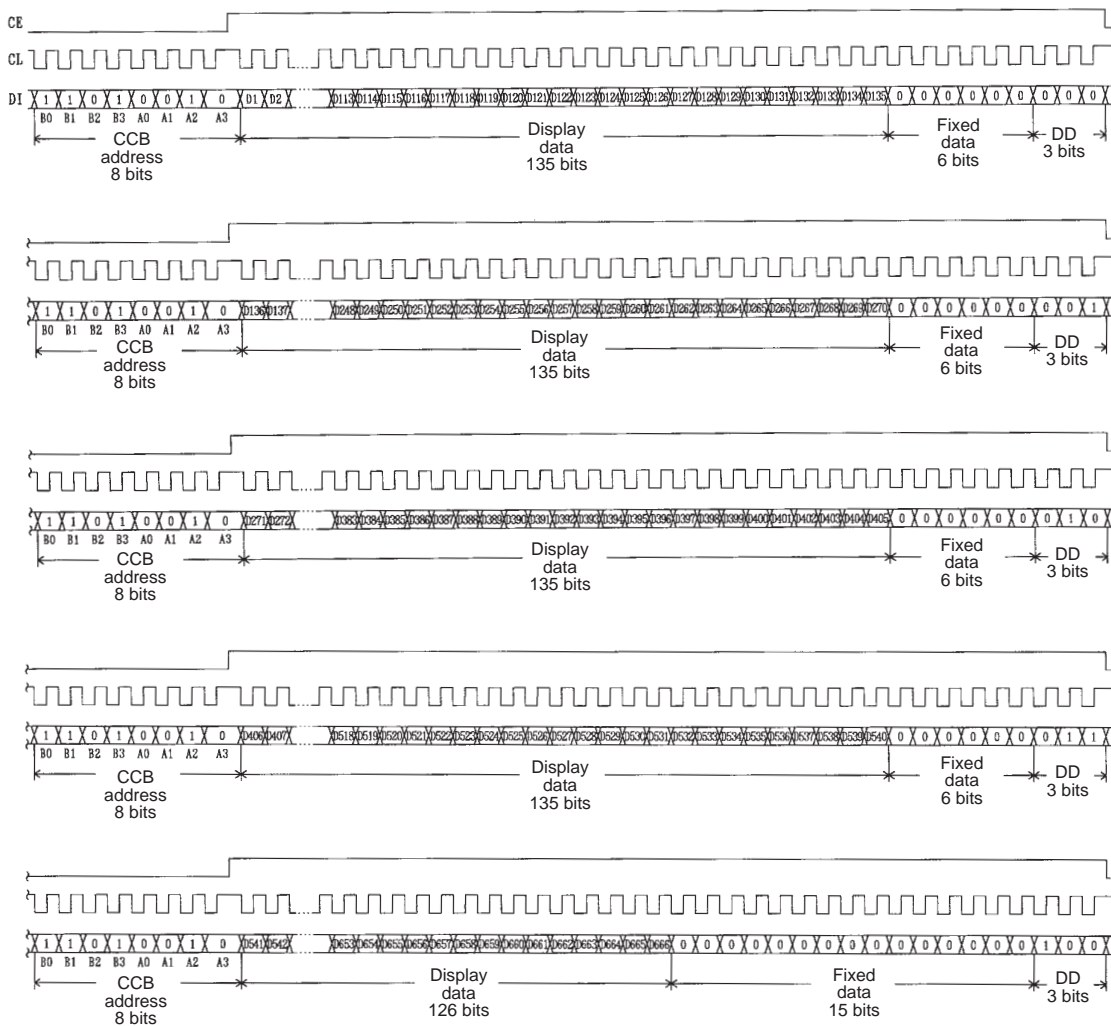 CE
CL
DI 1 1 0 1 0 0 1 0 D1 D2 D113 D114 D115 D116 D117 D118 D119 D120 D121 D122 D123 D124 D125 D126 D127 D128 D129 D130 D131 D132 D133 D134 D135 0 0 0 0 0 0 0 0 0
B0 B1 B2 B3 A0 A1 A2 A3
CCB address 8 bits
Display data 135 bits
Fixed data 6 bits
DD 3 bits
1 1 0 1 0 0 1 0 D136 D137 D248 D249 D250 D251 D252 D253 D254 D255 D256 D257 D258 D259 D260 D261 D262 D263 D264 D265 D266 D267 D268 D269 D270 0 0 0 0 0 0 0 0 1
B0 B1 B2 B3 A0 A1 A2 A3
CCB address 8 bits
Display data 135 bits
Fixed data 6 bits
DD 3 bits
1 1 0 1 0 0 1 0 D271 D272 D383 D384 D385 D386 D387 D388 D389 D390 D391 D392 D393 D394 D395 D396 D397 D398 D399 D400 D401 D402 D403 D404 D405 0 0 0 0 0 0 0 1 0
B0 B1 B2 B3 A0 A1 A2 A3
CCB address 8 bits
Display data 135 bits
Fixed data 6 bits
DD 3 bits
1 1 0 1 0 0 1 0 D406 D407 D518 D519 D520 D521 D522 D523 D524 D525 D526 D527 D528 D529 D530 D531 D532 D533 D534 D535 D536 D537 D538 D539 D540 0 0 0 0 0 0 0 1 1
B0 B1 B2 B3 A0 A1 A2 A3
CCB address 8 bits
Display data 135 bits
Fixed data 6 bits
DD 3 bits
1 1 0 1 0 0 1 0 D541 D542 D653 D654 D655 D656 D657 D658 D659 D660 D661 D662 D663 D664 D665 D666 0 0 0 0 0 0 0 0 0 0 0 0 0 0 0 1 0 0
B0 B1 B2 B3 A0 A1 A2 A3
CCB address 8 bits
Display data 126 bits
Fixed data 15 bits
DD 3 bits